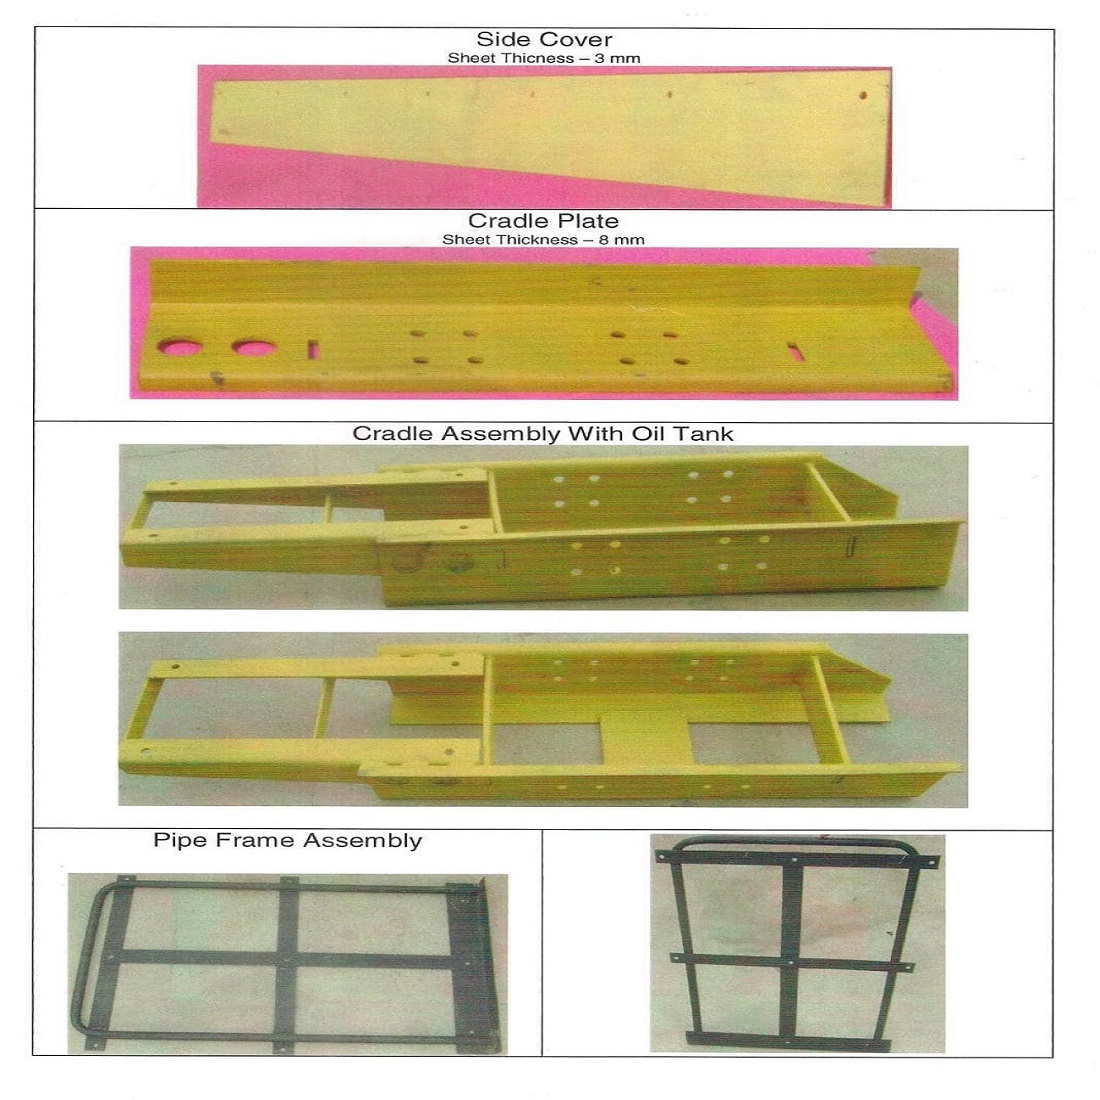 Side Cover
Sheet Thicness – 3 mm
Cradle Plate
Sheet Thickness – 8 mm
Cradle Assembly With Oil Tank
Pipe Frame Assembly